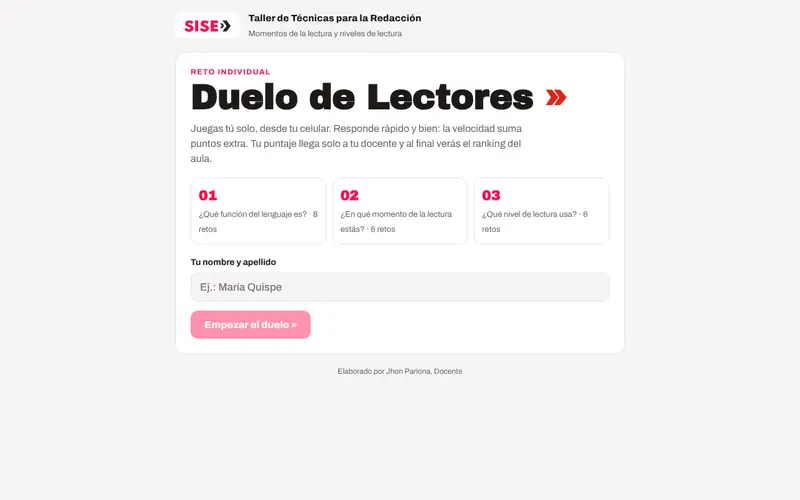 SISE
Taller de Técnicas para la Redacción
Momentos de la lectura y niveles de lectura
RETO INDIVIDUAL
Duelo de Lectores »
Juegas tú solo, desde tu celular. Responde rápido y bien: la velocidad suma
puntos extra. Tu puntaje llega solo a tu docente y al final verás el ranking del
aula.
01
¿Qué función del lenguaje es? · 8
retos
02
¿En qué momento de la lectura
estás? · 6 retos
03
¿Qué nivel de lectura usa? · 6
retos
Tu nombre y apellido
Ej.: María Quispe
Empezar el duelo »
Elaborado por Jhon Pariona, Docente